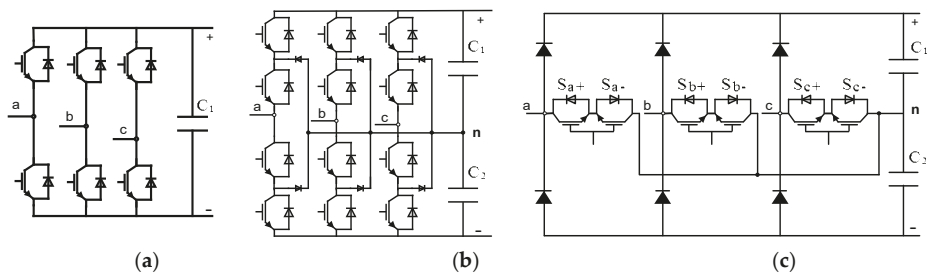 +
a
b
c
C1
−
(a)
+
C1
a
b
c
n
C2
−
(b)
+
C1
Sa+ Sa- Sb+ Sb- Sc+ Sc-
a
b
c
n
C2
−
(c)